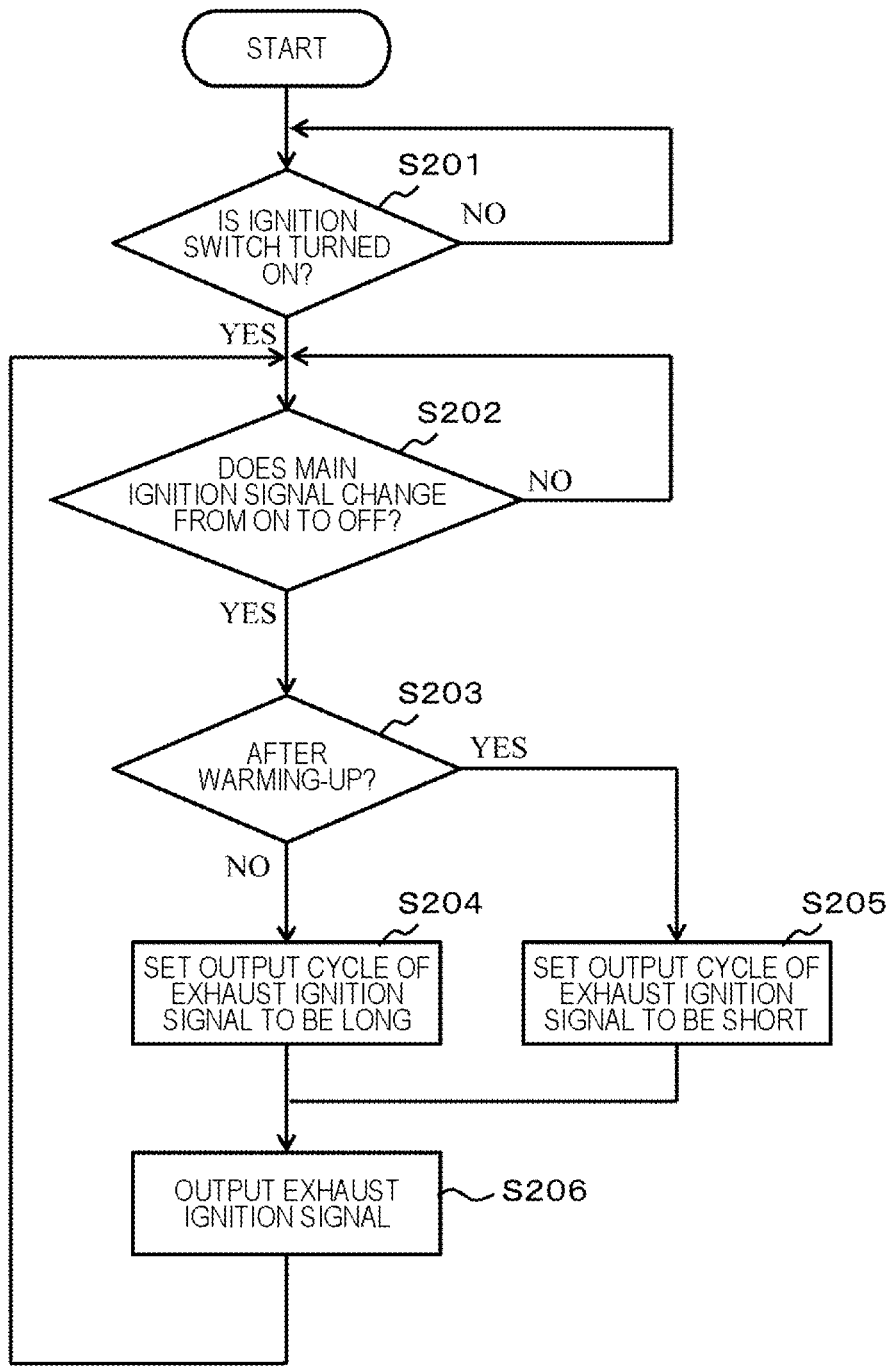 START
S201
IS IGNITION
SWITCH TURNED
ON?
NO
YES
S202
DOES MAIN
IGNITION SIGNAL CHANGE
FROM ON TO OFF?
NO
YES
S203
AFTER
WARMING-UP?
YES
NO
S204
SET OUTPUT CYCLE OF
EXHAUST IGNITION
SIGNAL TO BE LONG
S205
SET OUTPUT CYCLE OF
EXHAUST IGNITION
SIGNAL TO BE SHORT
OUTPUT EXHAUST
IGNITION SIGNAL
S206